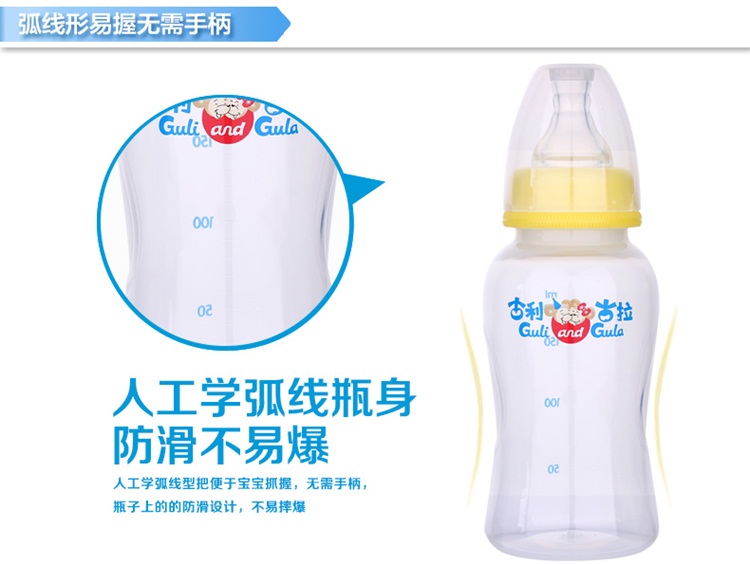 弧线形易握无需手柄
Guli and Gula
150
100
50
ml
古利 古拉
Guli and Gula
150
100
50
人工学弧线瓶身
防滑不易爆
人工学弧线型把便于宝宝抓握，无需手柄，
瓶子上的的防滑设计，不易摔爆